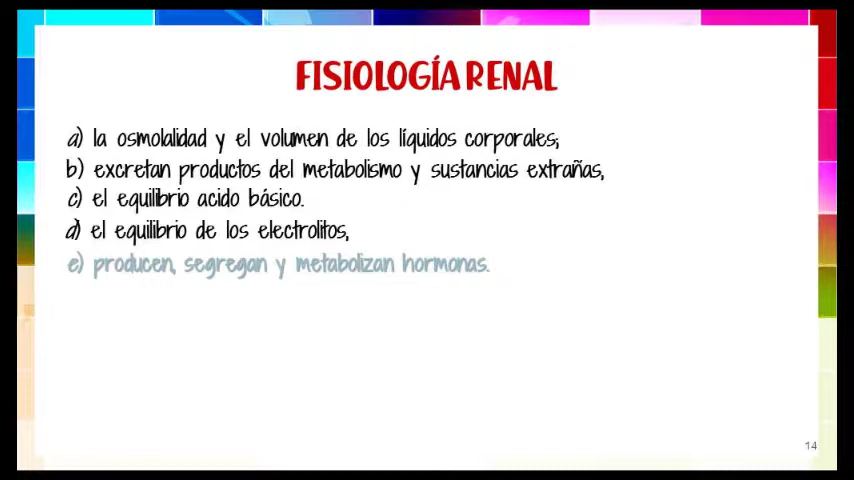 FISIOLOGÍA RENAL
a) la osmolalidad y el volumen de los líquidos corporales;
b) excretan productos del metabolismo y sustancias extrañas,
c) el equilibrio acido básico.
d) el equilibrio de los electrolitos,
e) producen, segregan y metabolizan hormonas.
14